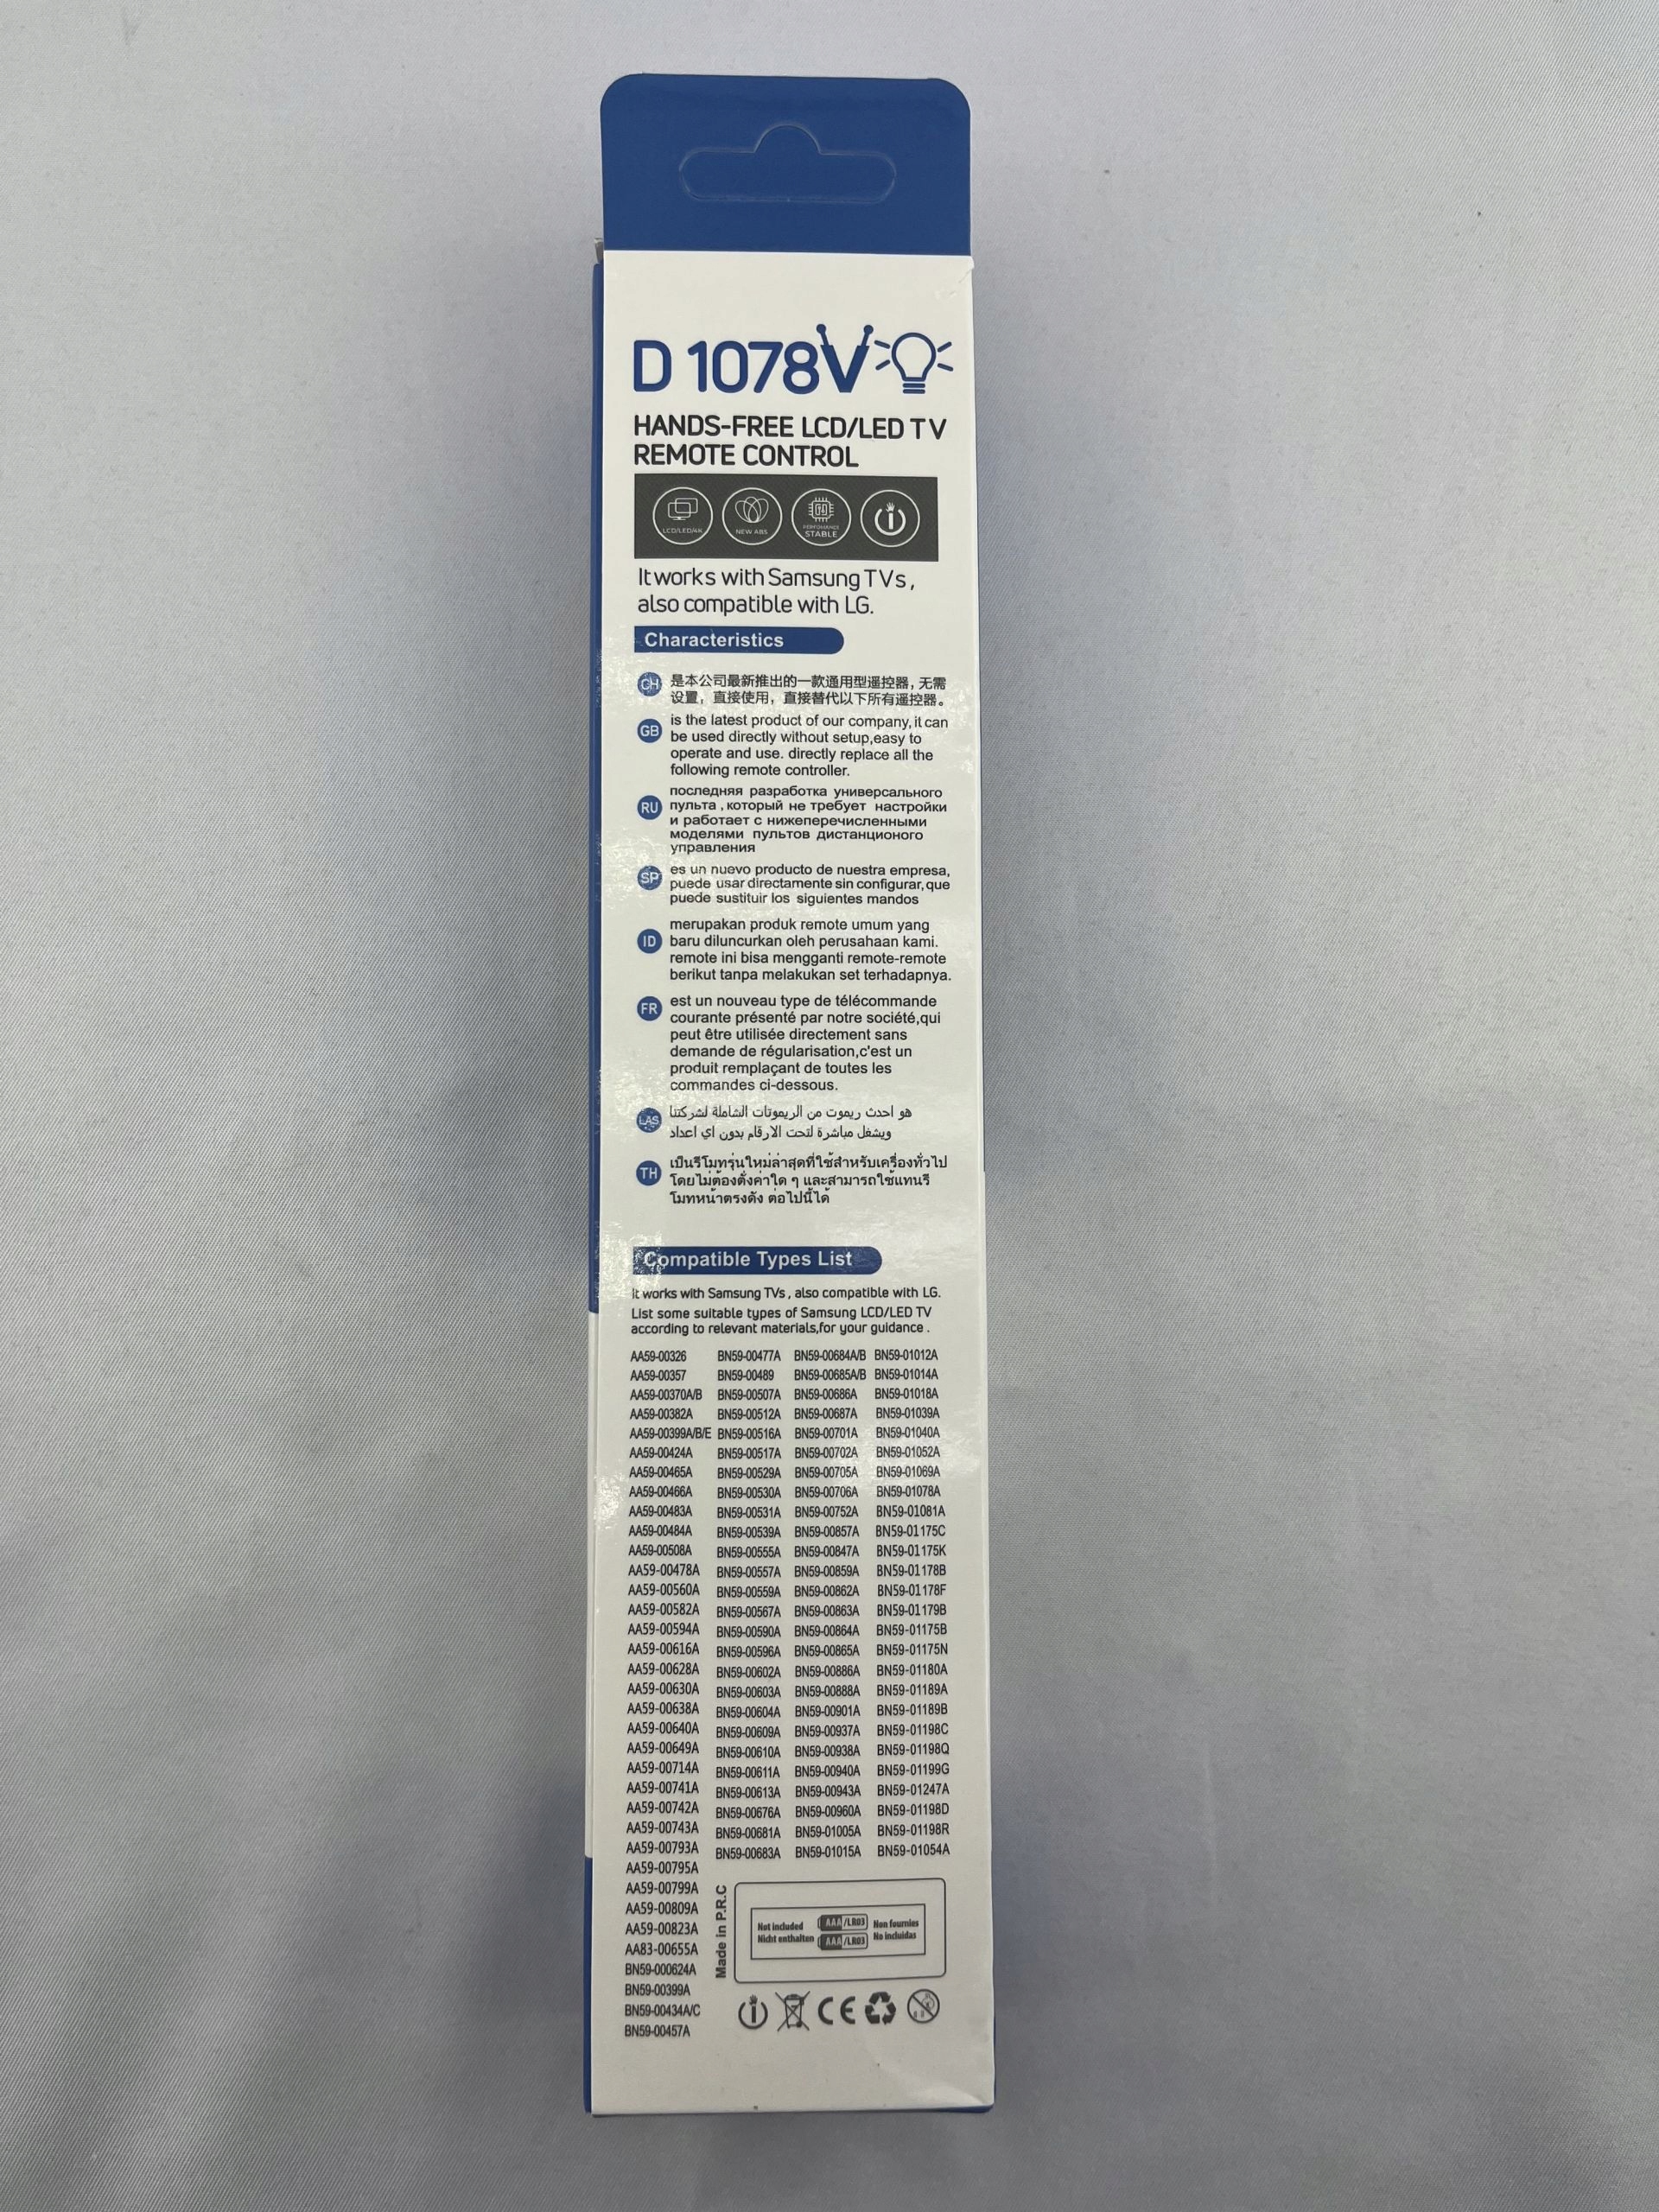 D 1078V
HANDS-FREE LCD/LED TV
REMOTE CONTROL
LCD/LED/4K
NEW ABS
PERFORMANCE
STABLE
It works with Samsung TVs,
also compatible with LG.
Characteristics
CH
是本公司最新推出的一款通用型遥控器,无需
设置,直接使用,直接替代以下所有遥控器。
GB
is the latest product of our company,it can
be used directly without setup,easy to
operate and use. directly replace all the
following remote controller.
RU
последняя разработка универсального
пульта , который не требует настройки
и работает с нижеперечисленными
моделями пультов дистанционого
управления
SP
es un nuevo producto de nuestra empresa,
puede usar directamente sin configurar,que
puede sustituir los siguientes mandos
ID
merupakan produk remote umum yang
baru diluncurkan oleh perusahaan kami.
remote ini bisa mengganti remote-remote
berikut tanpa melakukan set terhadapnya.
FR
est un nouveau type de télécommande
courante présenté par notre société,qui
peut être utilisée directement sans
demande de régularisation,c'est un
produit remplaçant de toutes les
commandes ci-dessous.
LAS
هو احدث ريموت من الريموتات الشاملة لشركتنا
ويشغل مباشرة لتحت الارقام بدون اي اعداد
TH
เป็นรีโมทรุ่นใหม่ล่าสุดที่ใช้สำหรับเครื่องทั่วไป
โดยไม่ต้องตั่งค่าใด ๆ และสามารถใช้แทนรี
โมทหน้าตรงดัง ต่อไปนี้ได้
Compatible Types List
It works with Samsung TVs, also compatible with LG.
List some suitable types of Samsung LCD/LED TV
according to relevant materials,for your guidance .
AA59-00326 BN59-00477A BN59-00684A/B BN59-01012A
AA59-00357 BN59-00489 BN59-00685A/B BN59-01014A
AA59-00370A/B BN59-00507A BN59-00686A BN59-01018A
AA59-00382A BN59-00512A BN59-00687A BN59-01039A
AA59-00399A/B/E BN59-00516A BN59-00701A BN59-01040A
AA59-00424A BN59-00517A BN59-00702A BN59-01052A
AA59-00465A BN59-00529A BN59-00705A BN59-01069A
AA59-00466A BN59-00530A BN59-00706A BN59-01078A
AA59-00483A BN59-00531A BN59-00752A BN59-01081A
AA59-00484A BN59-00539A BN59-00857A BN59-01175C
AA59-00508A BN59-00555A BN59-00847A BN59-01175K
AA59-00478A BN59-00557A BN59-00859A BN59-01178B
AA59-00560A BN59-00559A BN59-00862A BN59-01178F
AA59-00582A BN59-00567A BN59-00863A BN59-01179B
AA59-00594A BN59-00590A BN59-00864A BN59-01175B
AA59-00616A BN59-00596A BN59-00865A BN59-01175N
AA59-00628A BN59-00602A BN59-00886A BN59-01180A
AA59-00630A BN59-00603A BN59-00888A BN59-01189A
AA59-00638A BN59-00604A BN59-00901A BN59-01189B
AA59-00640A BN59-00609A BN59-00937A BN59-01198C
AA59-00649A BN59-00610A BN59-00938A BN59-01198Q
AA59-00714A BN59-00611A BN59-00940A BN59-01199G
AA59-00741A BN59-00613A BN59-00943A BN59-01247A
AA59-00742A BN59-00676A BN59-00960A BN59-01198D
AA59-00743A BN59-00681A BN59-01005A BN59-01198R
AA59-00793A BN59-00683A BN59-01015A BN59-01054A
AA59-00795A
AA59-00799A
AA59-00809A
AA59-00823A
AA83-00655A
BN59-000624A
BN59-00399A
BN59-00434A/C
BN59-00457A
Made in P.R.C
Not included AAA/LR03 Non fournies
Nicht enthalten AAA/LR03 No incluidas
CE